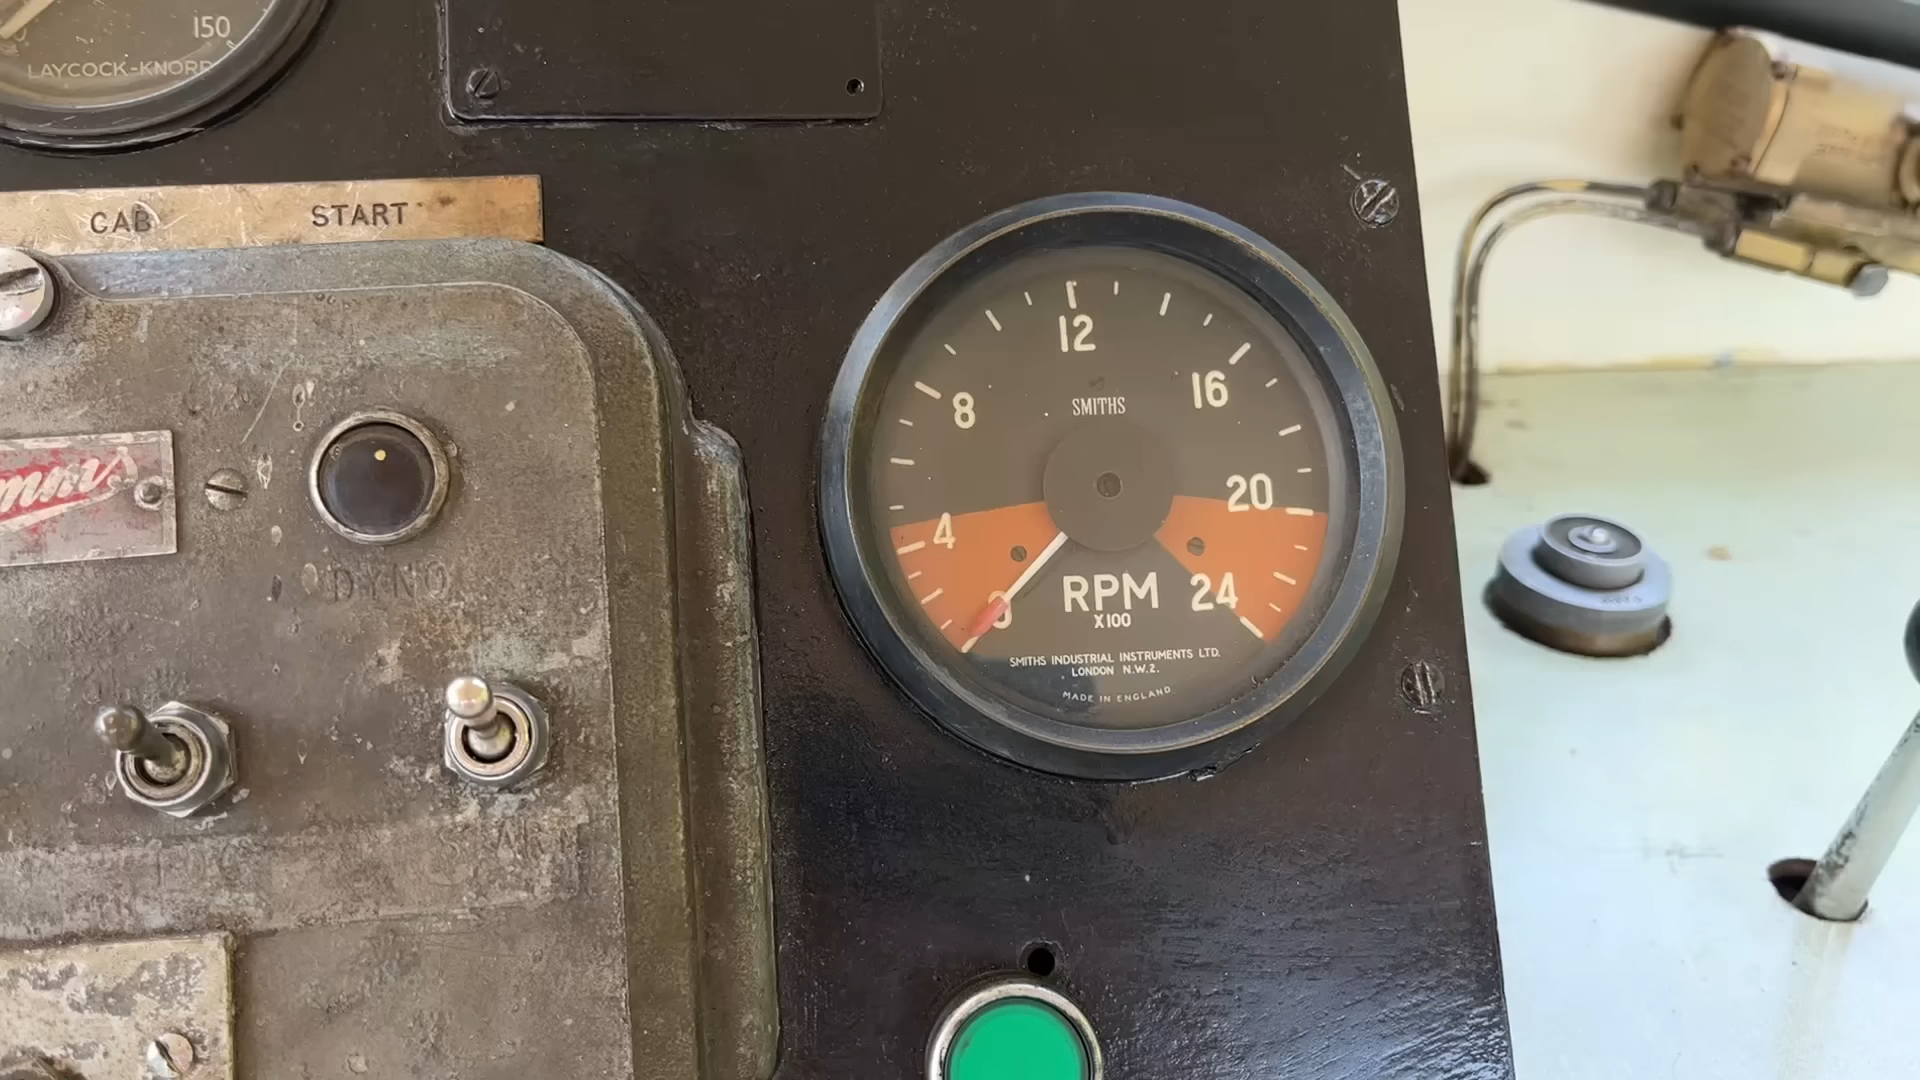 150
LAYCOCK-KNORR
CAB START
DYNO
12
8
16
SMITHS
20
4
RPM
24
0
X100
SMITHS INDUSTRIAL INSTRUMENTS LTD.
LONDON N.W.2.
MADE IN ENGLAND